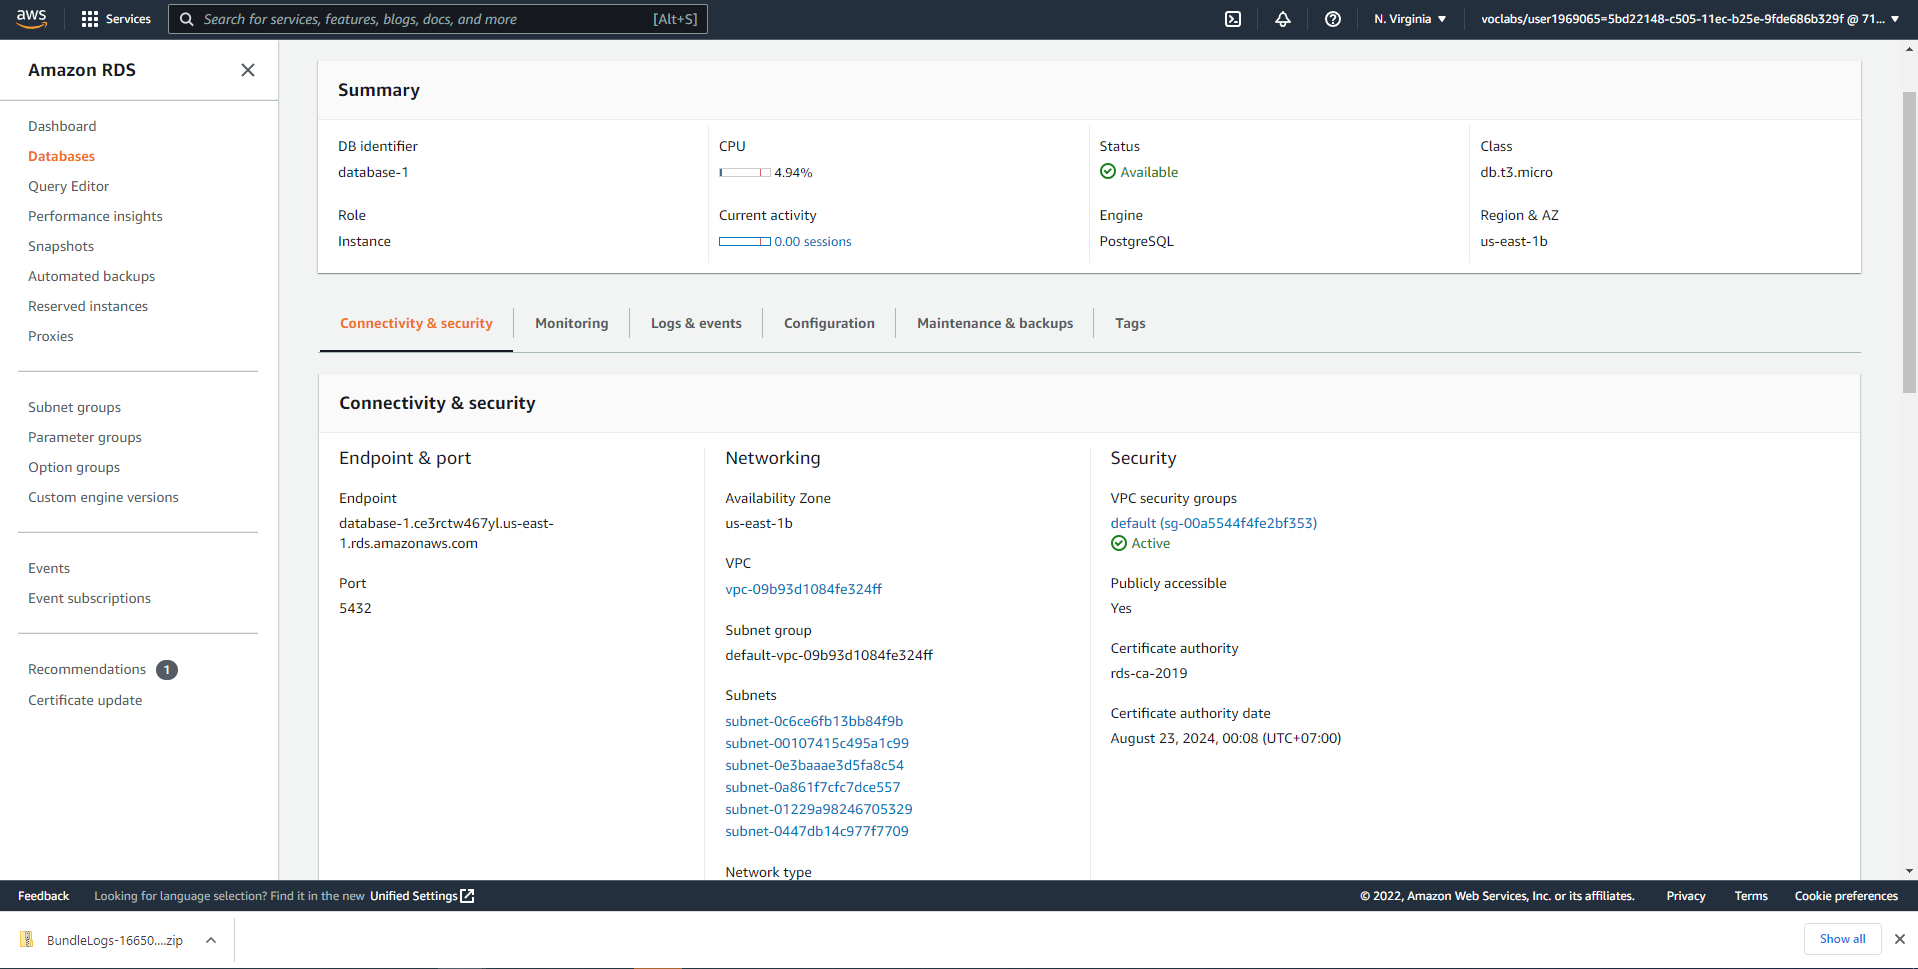 aws
Services
Search for services, features, blogs, docs, and more
[Alt+S]
N. Virginia
voclabs/user1969065=5bd22148-c505-11ec-b25e-9fde686b329f @ 71...
Amazon RDS
Dashboard
Databases
Query Editor
Performance insights
Snapshots
Automated backups
Reserved instances
Proxies
Subnet groups
Parameter groups
Option groups
Custom engine versions
Events
Event subscriptions
Recommendations 1
Certificate update
Summary
DB identifier
database-1
CPU
4.94%
Status
Available
Class
db.t3.micro
Role
Instance
Current activity
0.00 sessions
Engine
PostgreSQL
Region & AZ
us-east-1b
Connectivity & security
Monitoring
Logs & events
Configuration
Maintenance & backups
Tags
Connectivity & security
Endpoint & port
Endpoint
database-1.ce3rctw467yl.us-east-
1.rds.amazonaws.com
Port
5432
Networking
Availability Zone
us-east-1b
VPC
vpc-09b93d1084fe324ff
Subnet group
default-vpc-09b93d1084fe324ff
Subnets
subnet-0c6ce6fb13bb84f9b
subnet-00107415c495a1c99
subnet-0e3baaae3d5fa8c54
subnet-0a861f7cfc7dce557
subnet-01229a98246705329
subnet-0447db14c977f7709
Network type
Security
VPC security groups
default (sg-00a5544f4fe2bf353)
Active
Publicly accessible
Yes
Certificate authority
rds-ca-2019
Certificate authority date
August 23, 2024, 00:08 (UTC+07:00)
Feedback
Looking for language selection? Find it in the new Unified Settings
© 2022, Amazon Web Services, Inc. or its affiliates.
Privacy
Terms
Cookie preferences
BundleLogs-16650....zip
Show all